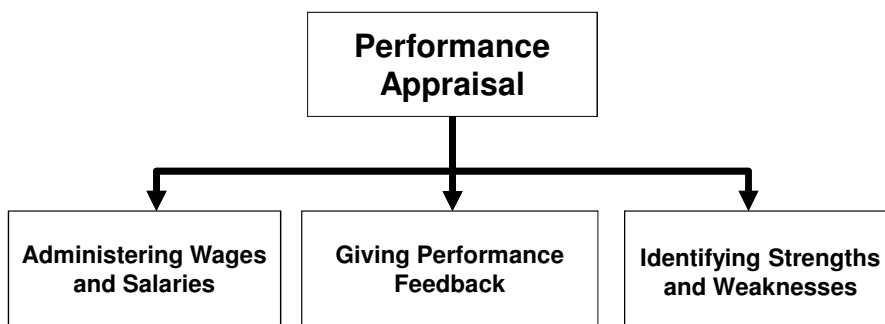 Performance
Appraisal
Administering Wages
and Salaries
Giving Performance
Feedback
Identifying Strengths
and Weaknesses